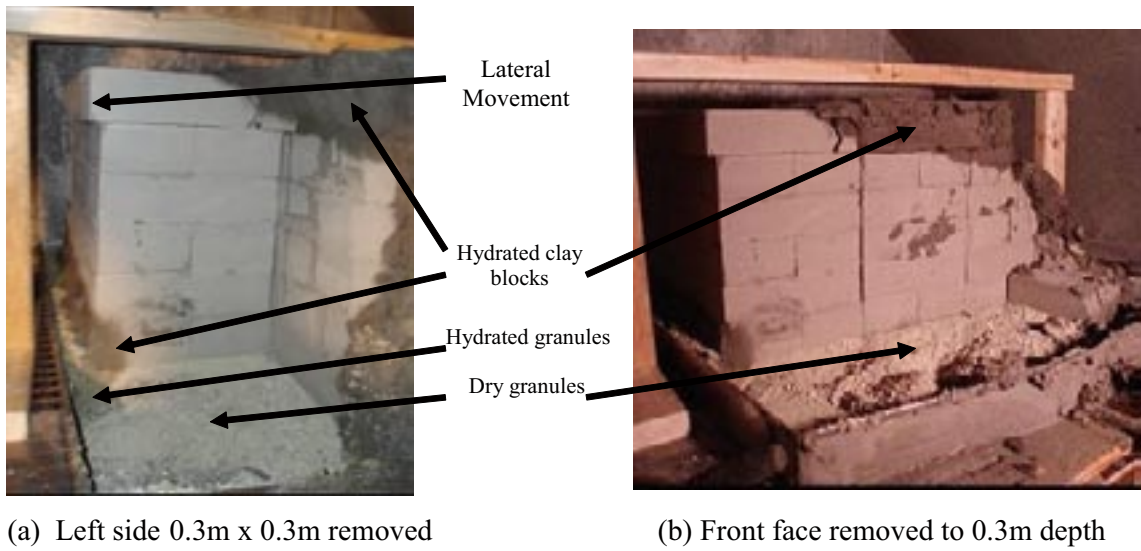 Lateral
Movement
Hydrated clay
blocks
Hydrated granules
Dry granules
(a) Left side 0.3m x 0.3m removed
(b) Front face removed to 0.3m depth